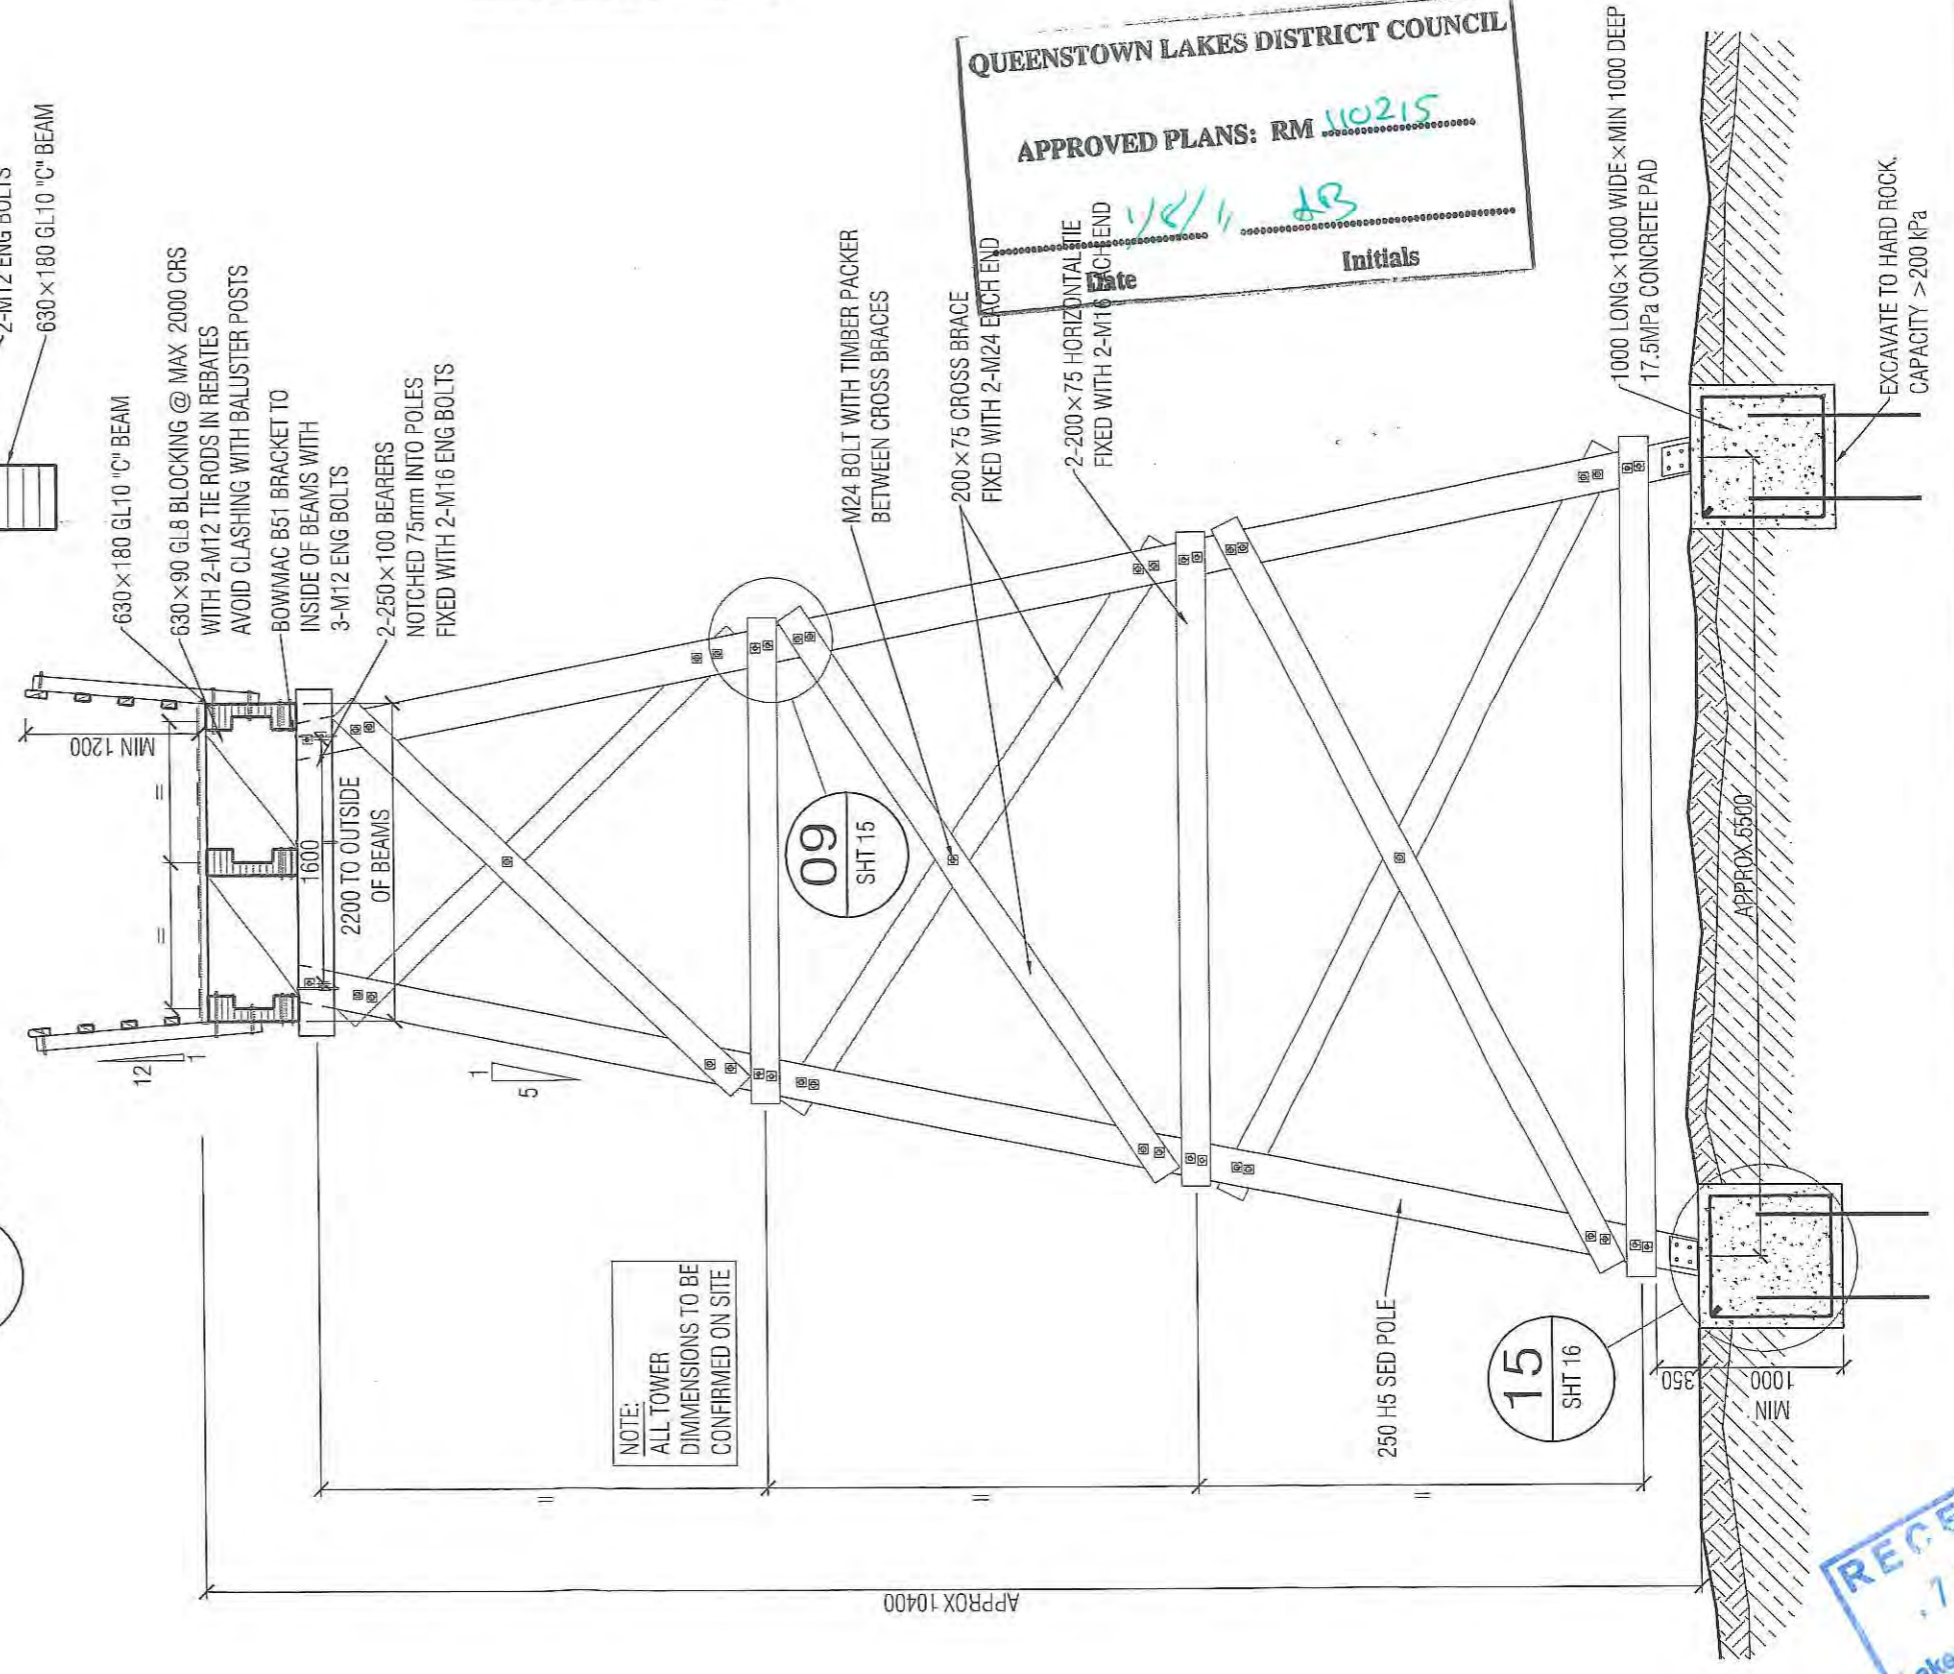 2-M12 ENG BOLTS
630×180 GL10 "C" BEAM
630×180 GL10 "C" BEAM
630×90 GL8 BLOCKING @ MAX 2000 CRS
WITH 2-M12 TIE RODS IN REBATES
AVOID CLASHING WITH BALUSTER POSTS
BOWMAC B51 BRACKET TO
INSIDE OF BEAMS WITH
3-M12 ENG BOLTS
2-250×100 BEARERS
NOTCHED 75mm INTO POLES
FIXED WITH 2-M16 ENG BOLTS
MIN 1200
=
=
1600
2200 TO OUTSIDE
OF BEAMS
12
1
1
5
M24 BOLT WITH TIMBER PACKER
BETWEEN CROSS BRACES
200×75 CROSS BRACE
FIXED WITH 2-M24 EACH END
2-200×75 HORIZONTAL TIE
FIXED WITH 2-M16 EACH END
09
SHT 15
NOTE:
ALL TOWER
DIMMENSIONS TO BE
CONFIRMED ON SITE
=
=
=
APPROX 10400
250 H5 SED POLE
15
SHT 16
350
1000
MIN
APPROX 5500
1000 LONG×1000 WIDE×MIN 1000 DEEP
17.5MPa CONCRETE PAD
EXCAVATE TO HARD ROCK.
CAPACITY >200 kPa
QUEENSTOWN LAKES DISTRICT COUNCIL
APPROVED PLANS: RM 110215
1/8/11
Date
Initials